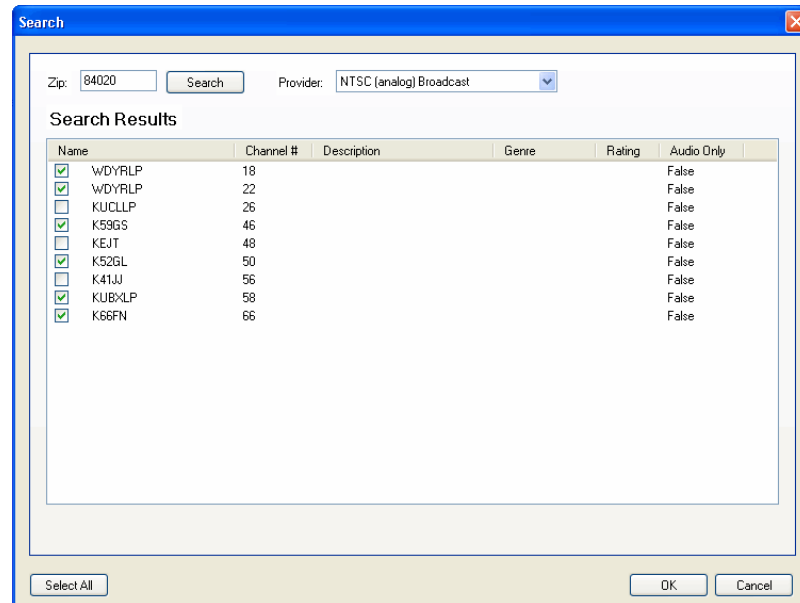 Search
Zip: 84020 Search Provider: NTSC (analog) Broadcast
Search Results
Name Channel # Description Genre Rating Audio Only
WDYRLP 18 False
WDYRLP 22 False
KUCLLP 26 False
K59GS 46 False
KEJT 48 False
K52GL 50 False
K41JJ 56 False
KUBXLP 58 False
K66FN 66 False
Select All OK Cancel